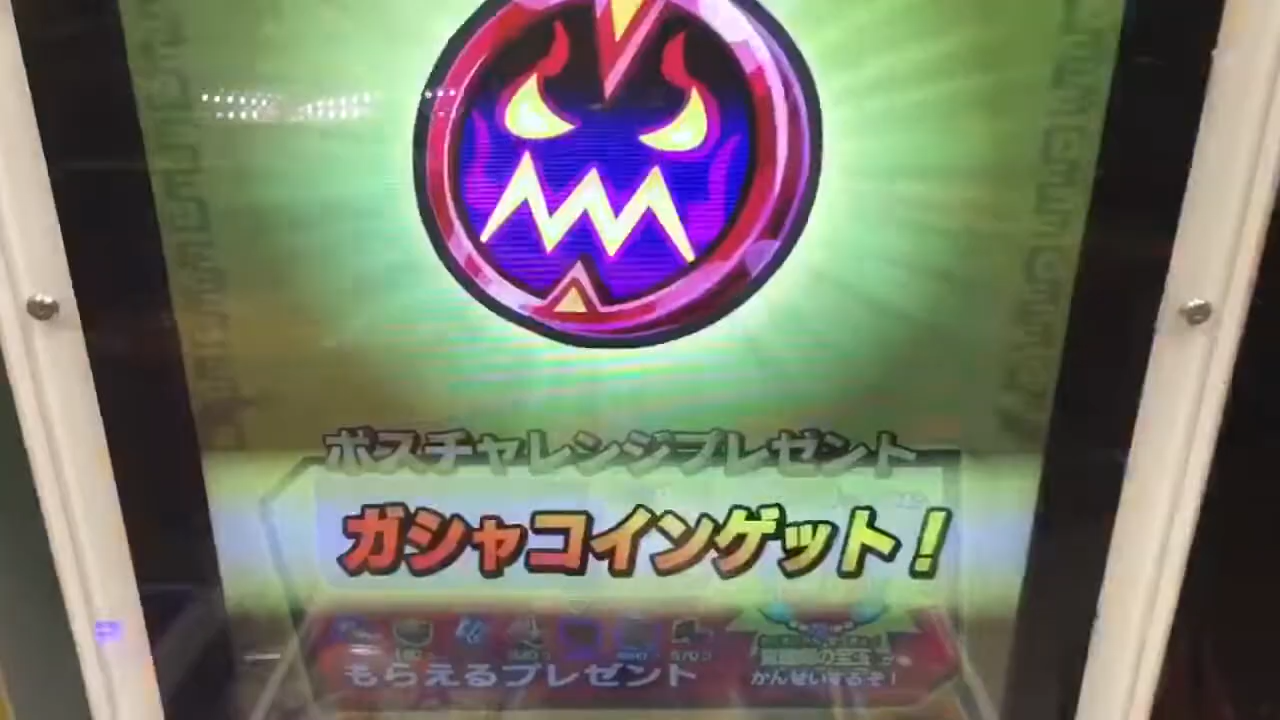 ボスチャレンジプレゼント
ガシャコインゲット！
もらえるプレゼント
かんせいするぞ！